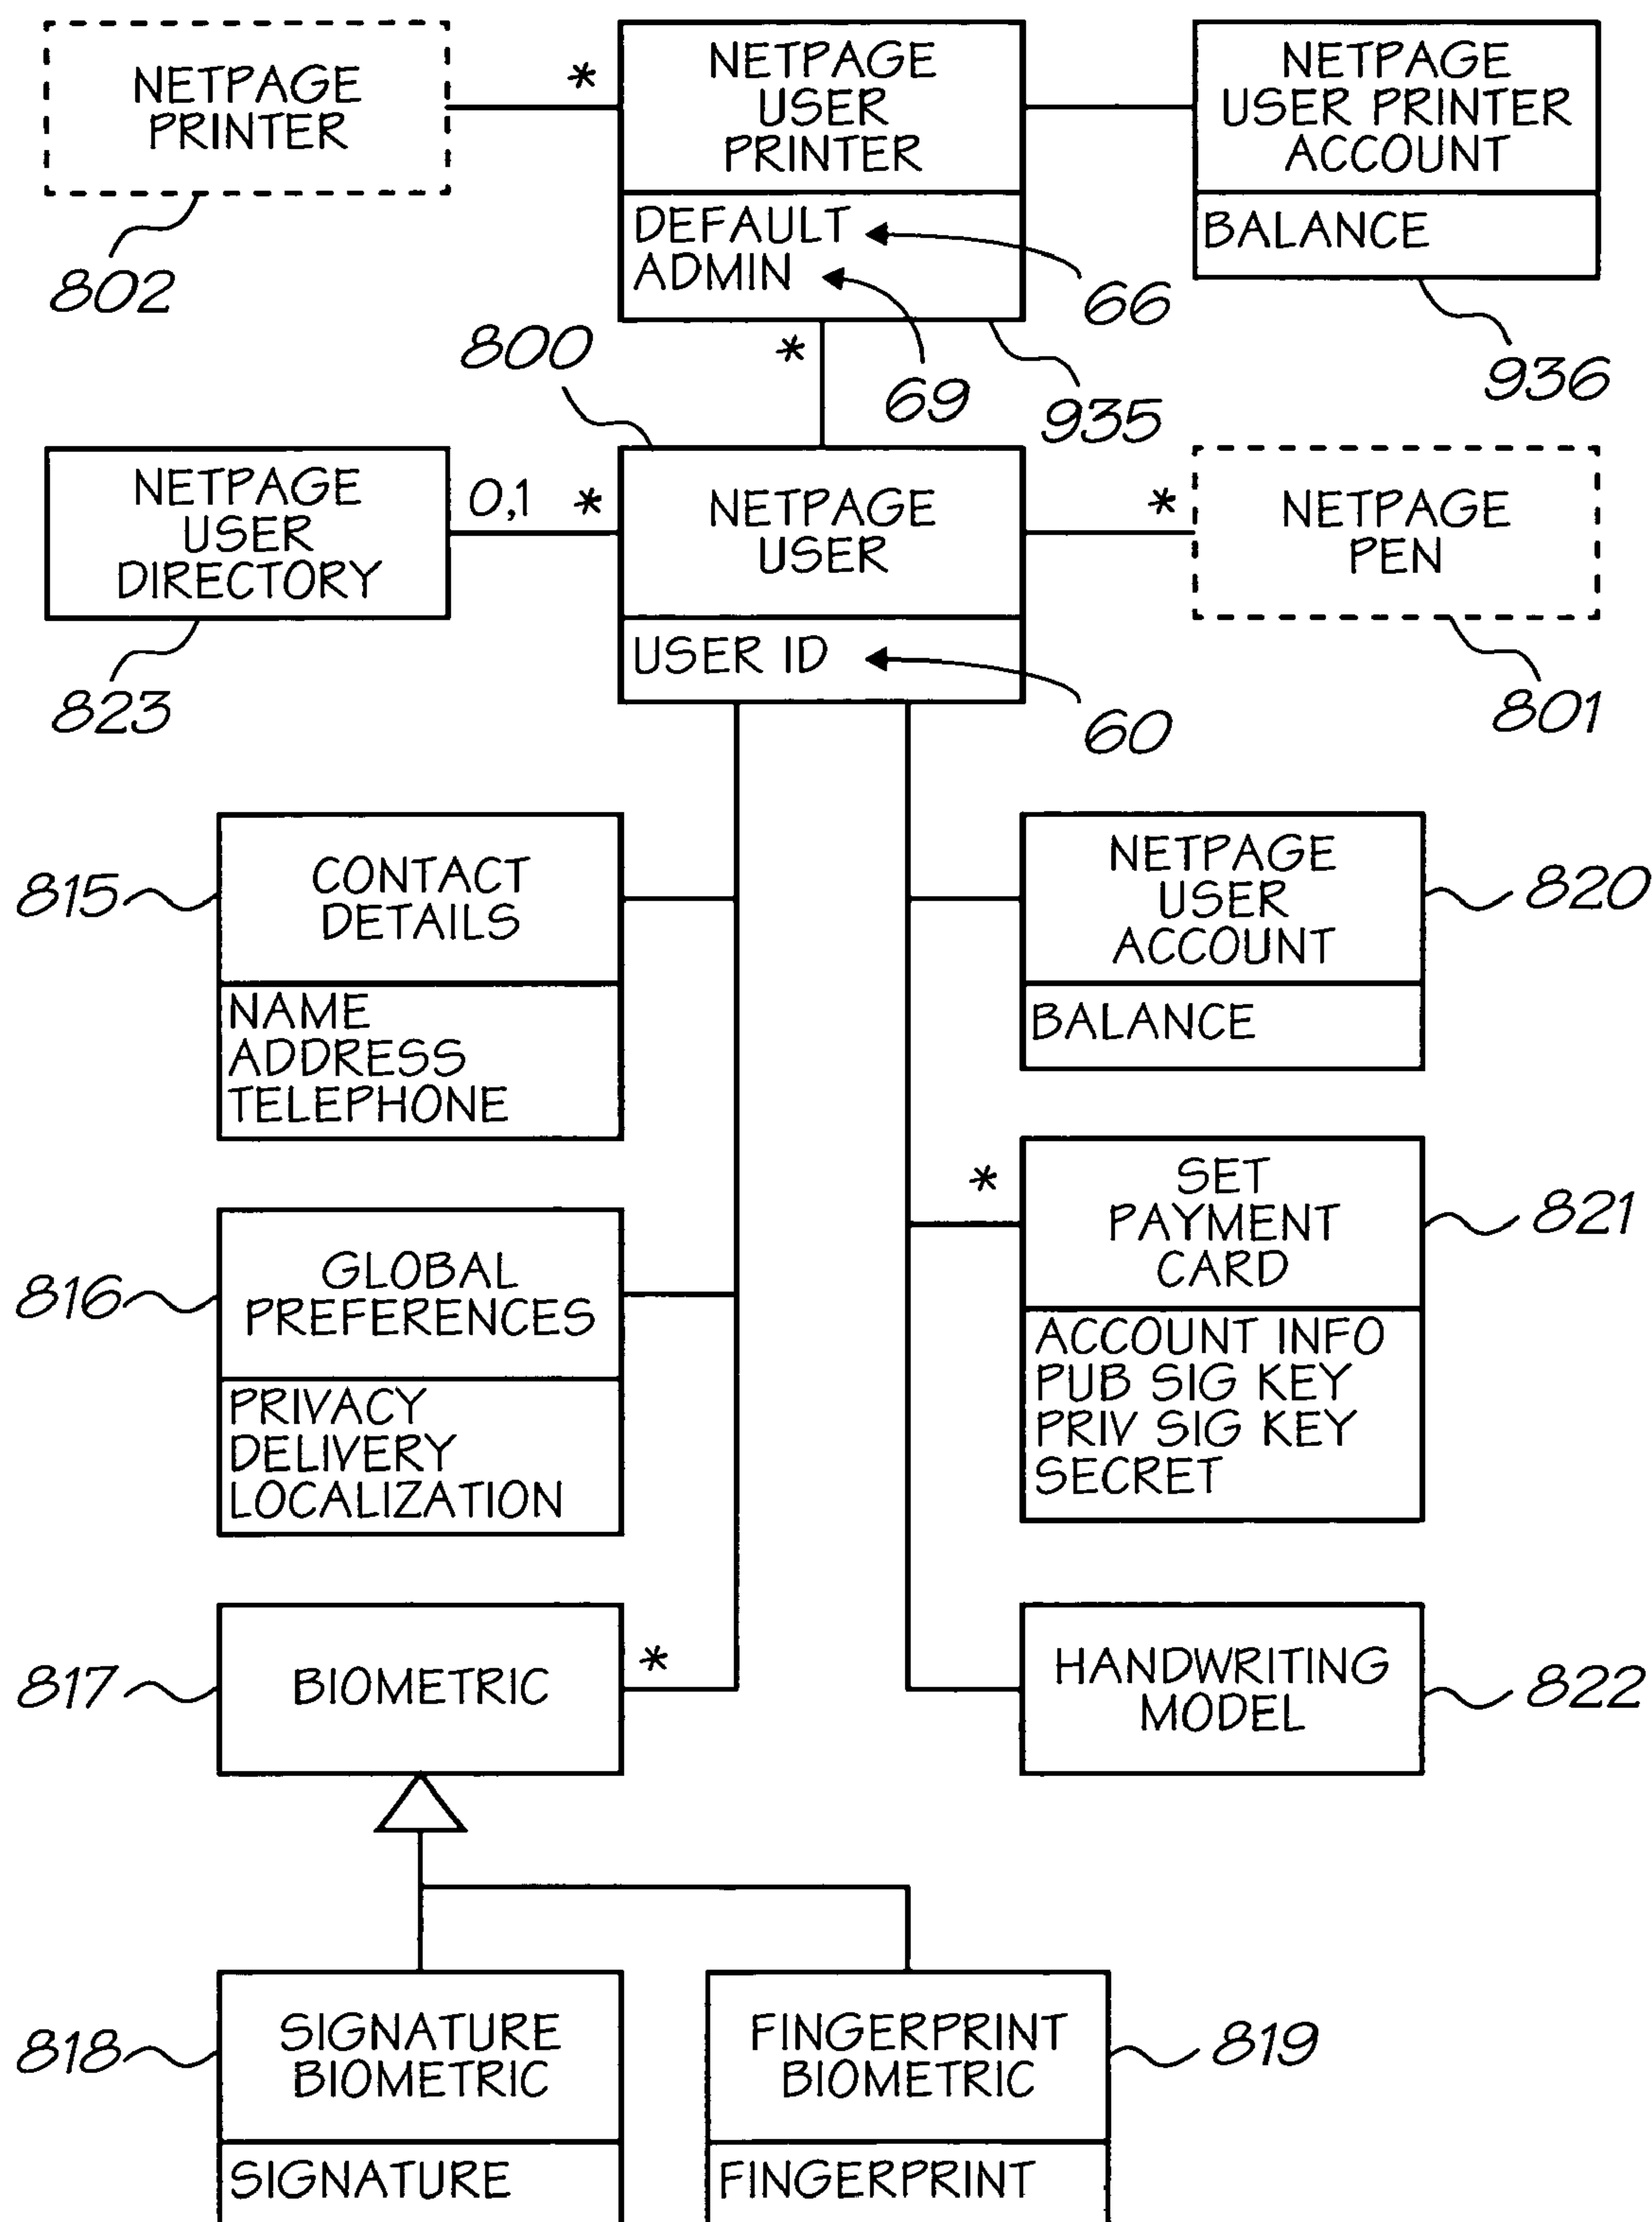 NETPAGE
PRINTER
802
*
NETPAGE
USER
PRINTER
DEFAULT
ADMIN
66
69
935
*
NETPAGE
USER PRINTER
ACCOUNT
BALANCE
936
800
NETPAGE
USER
DIRECTORY
823
0,1
*
NETPAGE
USER
USER ID
60
*
NETPAGE
PEN
801
815
CONTACT
DETAILS
NAME
ADDRESS
TELEPHONE
NETPAGE
USER
ACCOUNT
BALANCE
820
816
GLOBAL
PREFERENCES
PRIVACY
DELIVERY
LOCALIZATION
*
SET
PAYMENT
CARD
ACCOUNT INFO
PUB SIG KEY
PRIV SIG KEY
SECRET
821
817
BIOMETRIC
*
HANDWRITING
MODEL
822
818
SIGNATURE
BIOMETRIC
SIGNATURE
FINGERPRINT
BIOMETRIC
FINGERPRINT
819